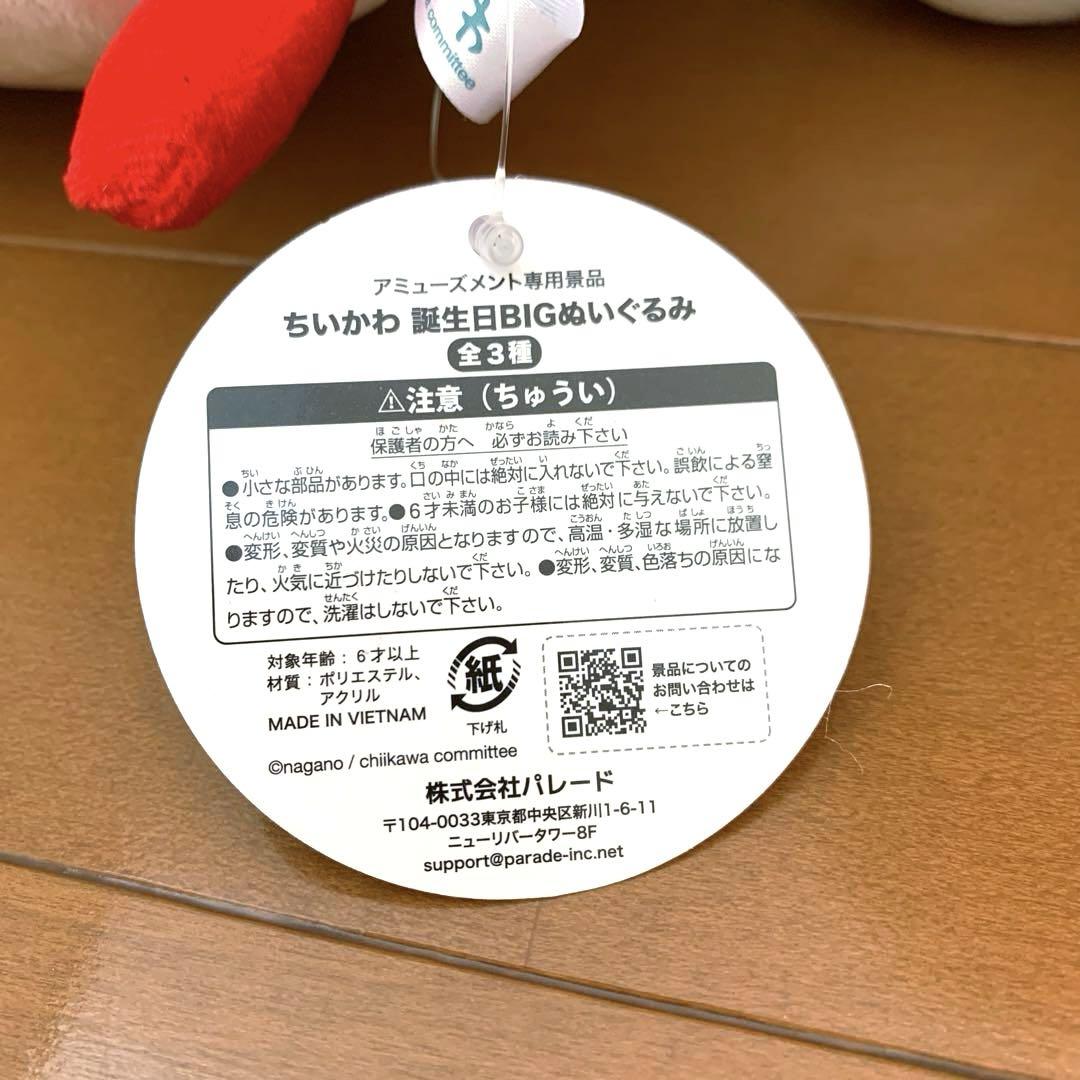 わ
committee
アミューズメント専用景品
ちいかわ 誕生日BIGぬいぐるみ
全3種
⚠注意（ちゅうい）
保護者の方へ 必ずお読み下さい
●小さな部品があります。口の中には絶対に入れないで下さい。誤飲による窒
息の危険があります。●6才未満のお子様には絶対に与えないで下さい。
●変形、変質や火災の原因となりますので、高温・多湿な場所に放置し
たり、火気に近づけたりしないで下さい。●変形、変質、色落ちの原因にな
りますので、洗濯はしないで下さい。
対象年齢：6才以上
材質：ポリエステル、
アクリル
MADE IN VIETNAM
紙
下げ札
景品についての
お問い合わせは
←こちら
©nagano / chiikawa committee
株式会社パレード
〒104-0033東京都中央区新川1-6-11
ニューリバータワー8F
support@parade-inc.net